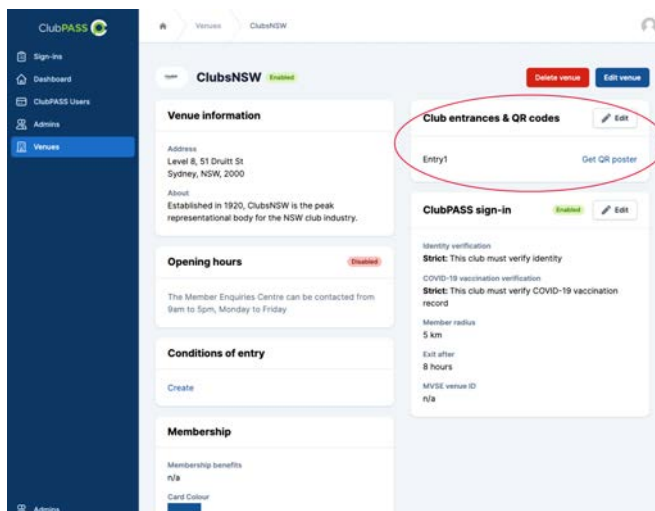 ClubPASS
Venues
ClubsNSW
Sign-ins
Dashboard
ClubPASS Users
Admins
Venues
ClubsNSW Enabled
Delete venue
Edit venue
Venue information
Address
Level 8, 51 Druitt St
Sydney, NSW, 2000
About
Established in 1920, ClubsNSW is the peak
representational body for the NSW club industry.
Opening hours Disabled
The Member Enquiries Centre can be contacted from
9am to 5pm, Monday to Friday
Conditions of entry
Create
Membership
Membership benefits
n/a
Card Colour
Club entrances & QR codes
Edit
Entry1
Get QR poster
ClubPASS sign-in Enabled
Edit
Identity verification
Strict: This club must verify identity
COVID-19 vaccination verification
Strict: This club must verify COVID-19 vaccination
record
Member radius
5 km
Exit after
8 hours
MVSE venue ID
n/a
Admins